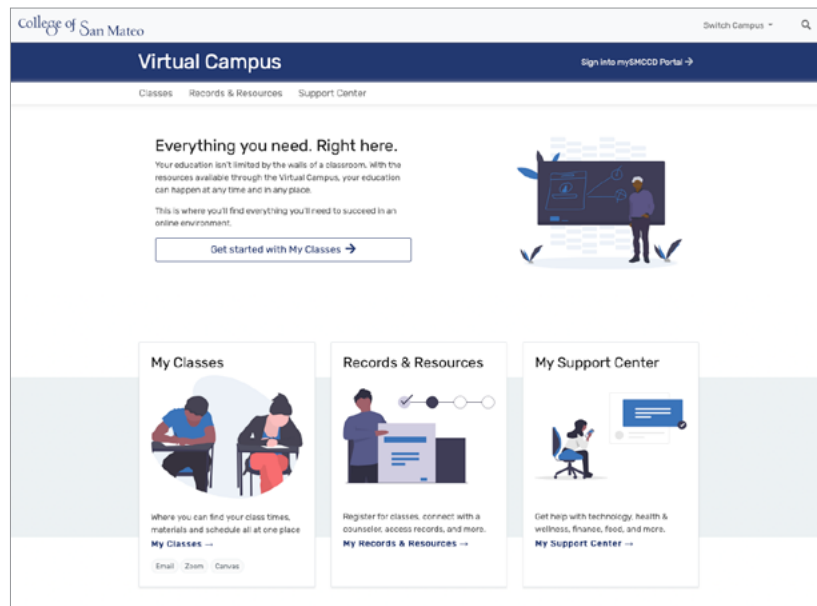 College of San Mateo
Switch Campus
Virtual Campus
Sign into mySMCCD Portal →
Classes Records & Resources Support Center
Everything you need. Right here.
Your education isn't limited by the walls of a classroom. With the
resources available through the Virtual Campus, your education
can happen at any time and in any place.
This is where you'll find everything you'll need to succeed in an
online environment.
Get started with My Classes →
My Classes
Where you can find your class times,
materials and schedule all at one place
My Classes →
Email Zoom Canvas
Records & Resources
Register for classes, connect with a
counselor, access records, and more.
My Records & Resources →
My Support Center
Get help with technology, health &
wellness, finance, food, and more.
My Support Center →